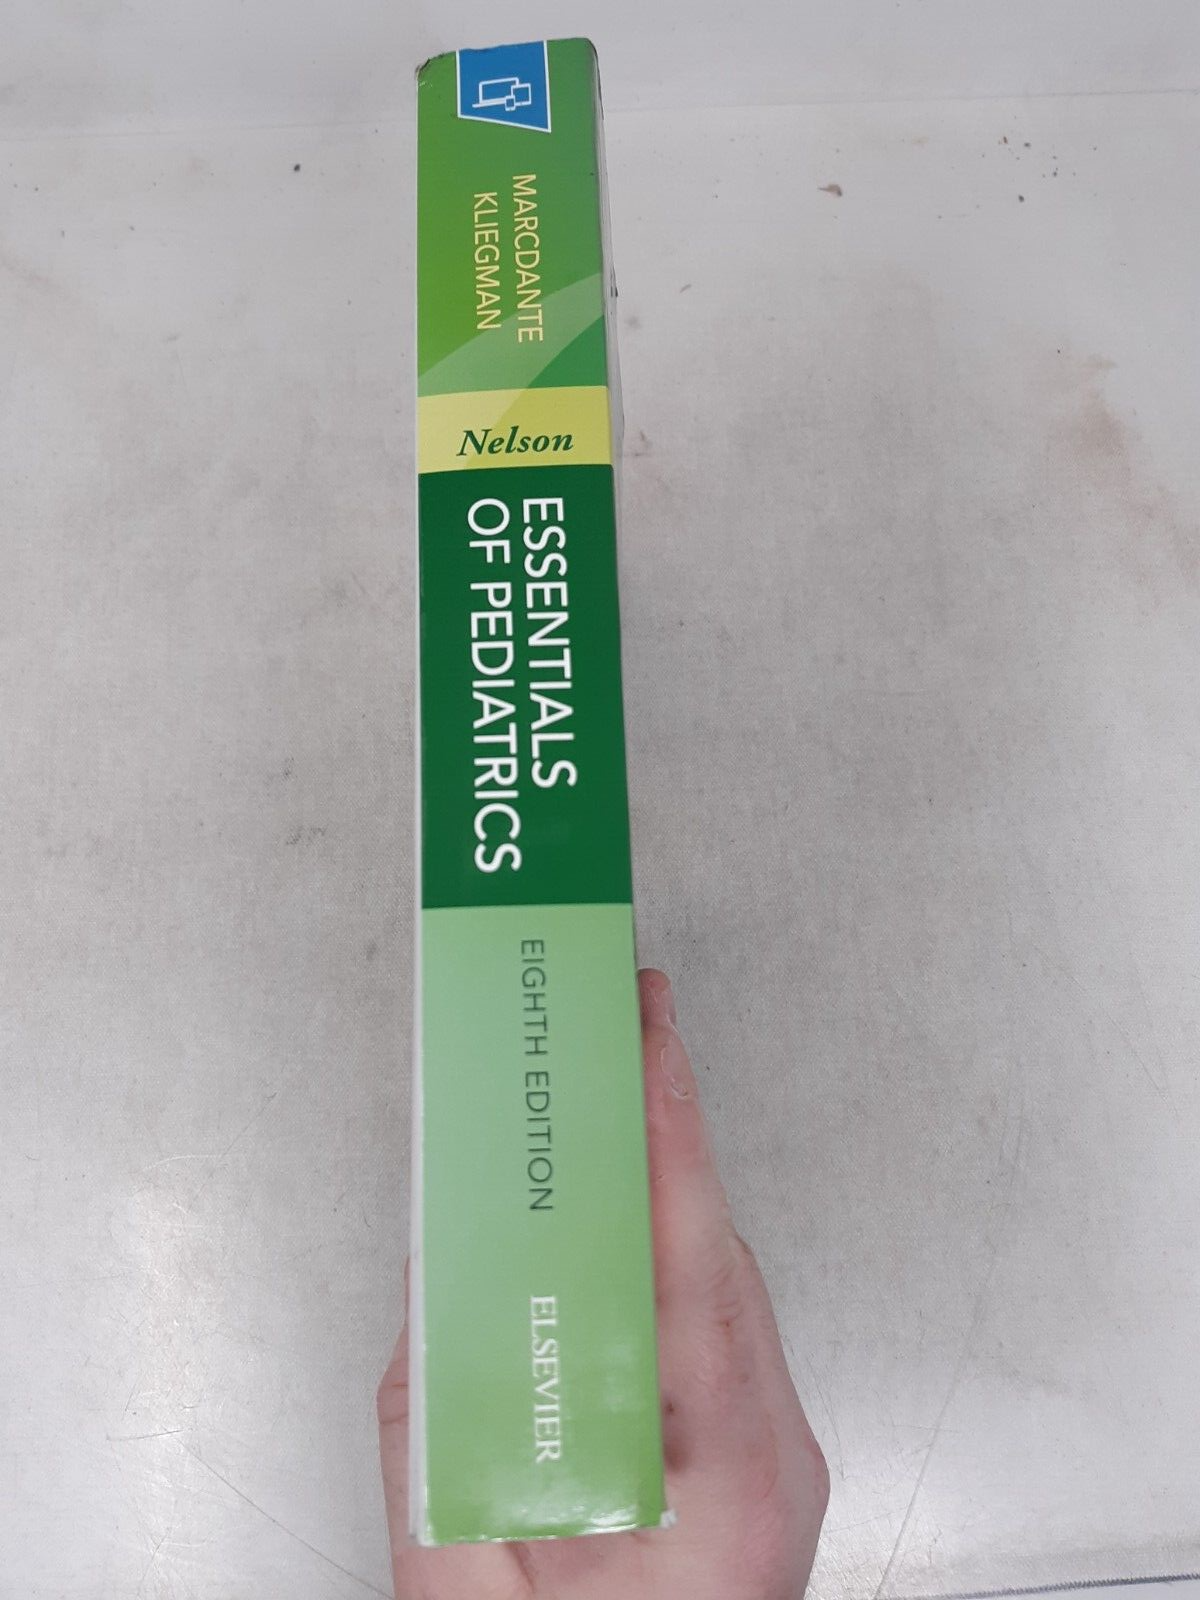 MARCDANTE
KLIEGMAN
Nelson
ESSENTIALS
OF PEDIATRICS
EIGHTH EDITION
ELSEVIER